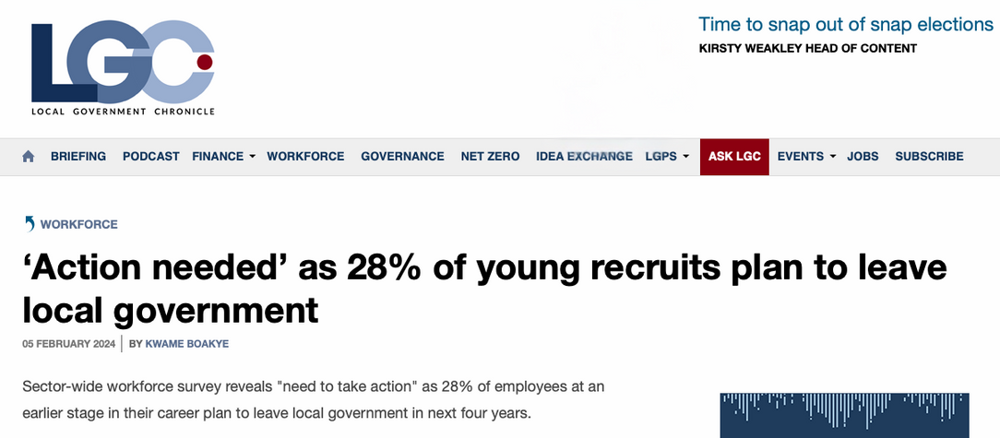 LGC
LOCAL GOVERNMENT CHRONICLE
Time to snap out of snap elections
KIRSTY WEAKLEY HEAD OF CONTENT
BRIEFING PODCAST FINANCE WORKFORCE GOVERNANCE NET ZERO IDEA EXCHANGE LGPS ASK LGC EVENTS JOBS SUBSCRIBE
WORKFORCE
‘Action needed’ as 28% of young recruits plan to leave
local government
05 FEBRUARY 2024 BY KWAME BOAKYE
Sector-wide workforce survey reveals "need to take action" as 28% of employees at an
earlier stage in their career plan to leave local government in next four years.